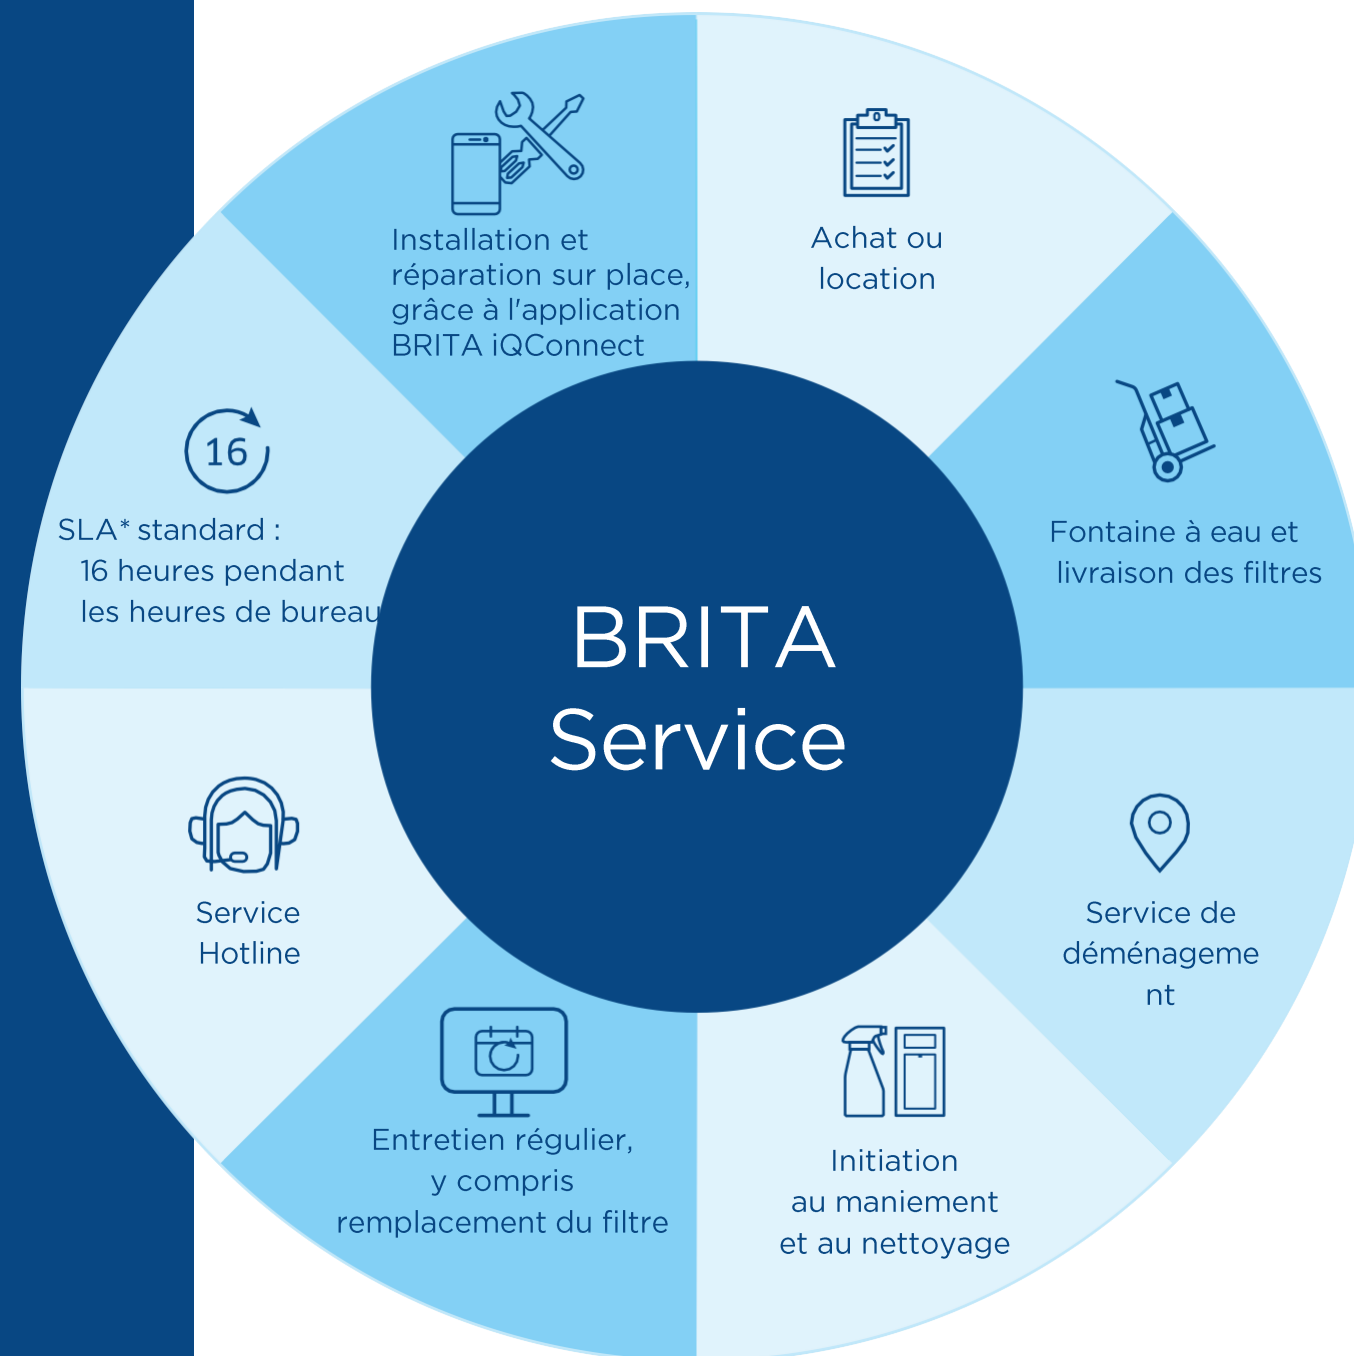 Installation et
réparation sur place,
grâce à l'application
BRITA iQConnect
Achat ou
location
16
SLA* standard :
16 heures pendant
les heures de bureau
Fontaine à eau et
livraison des filtres
BRITA
Service
Service
Hotline
Service de
déménageme
nt
Entretien régulier,
y compris
remplacement du filtre
Initiation
au maniement
et au nettoyage